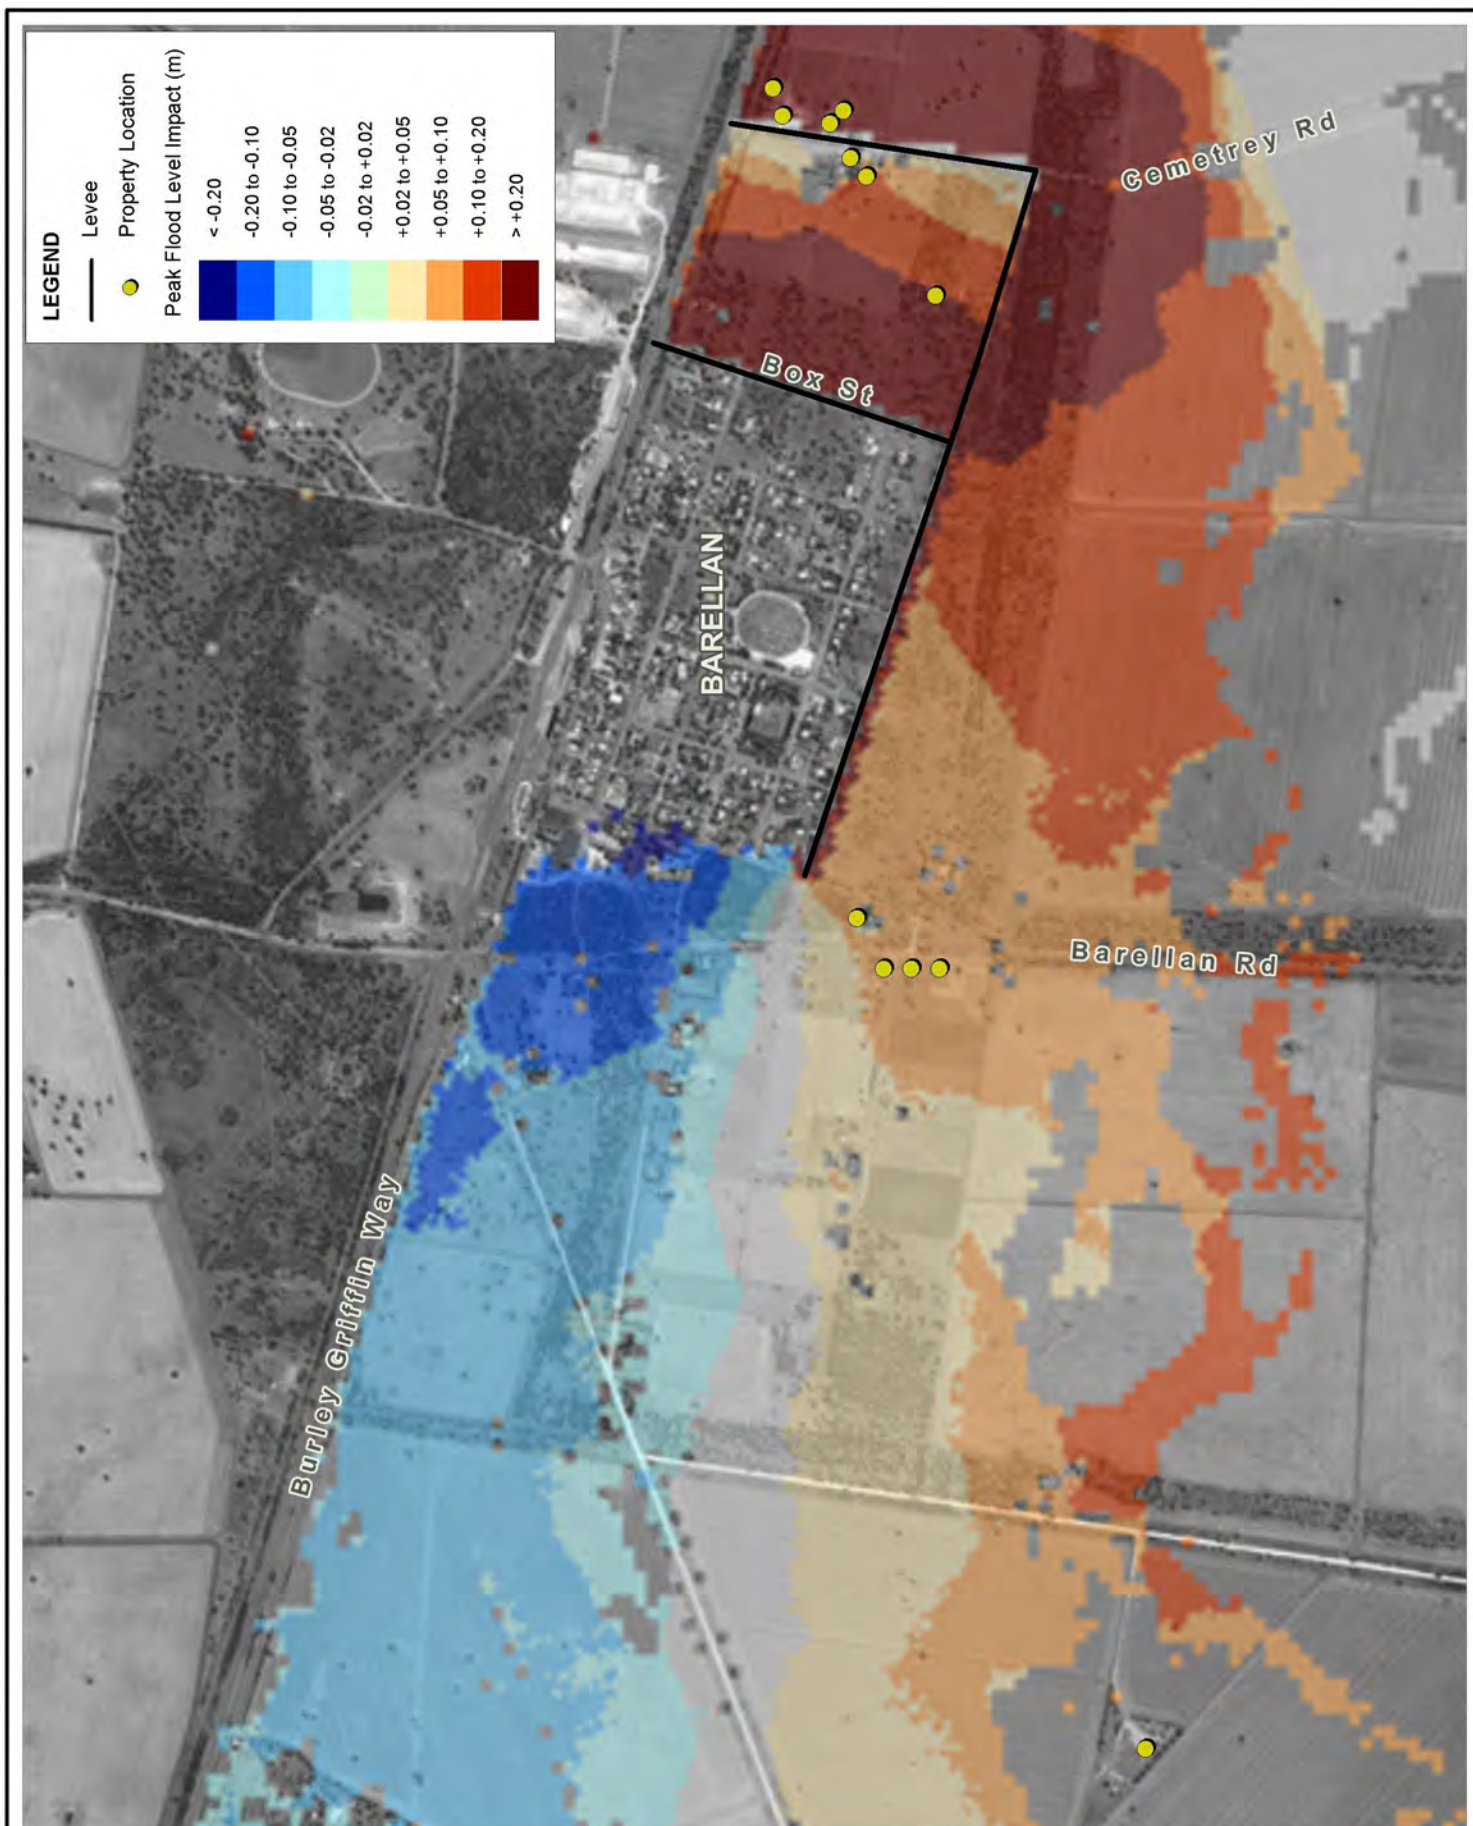 LEGEND
Levee
Property Location
Peak Flood Level Impact (m)
< -0.20
-0.20 to -0.10
-0.10 to -0.05
-0.05 to -0.02
-0.02 to +0.02
+0.02 to +0.05
+0.05 to +0.10
+0.10 to +0.20
> +0.20
Cemetrey Rd
Box St
BARELLAN
Barellan Rd
Burley Griffin Way